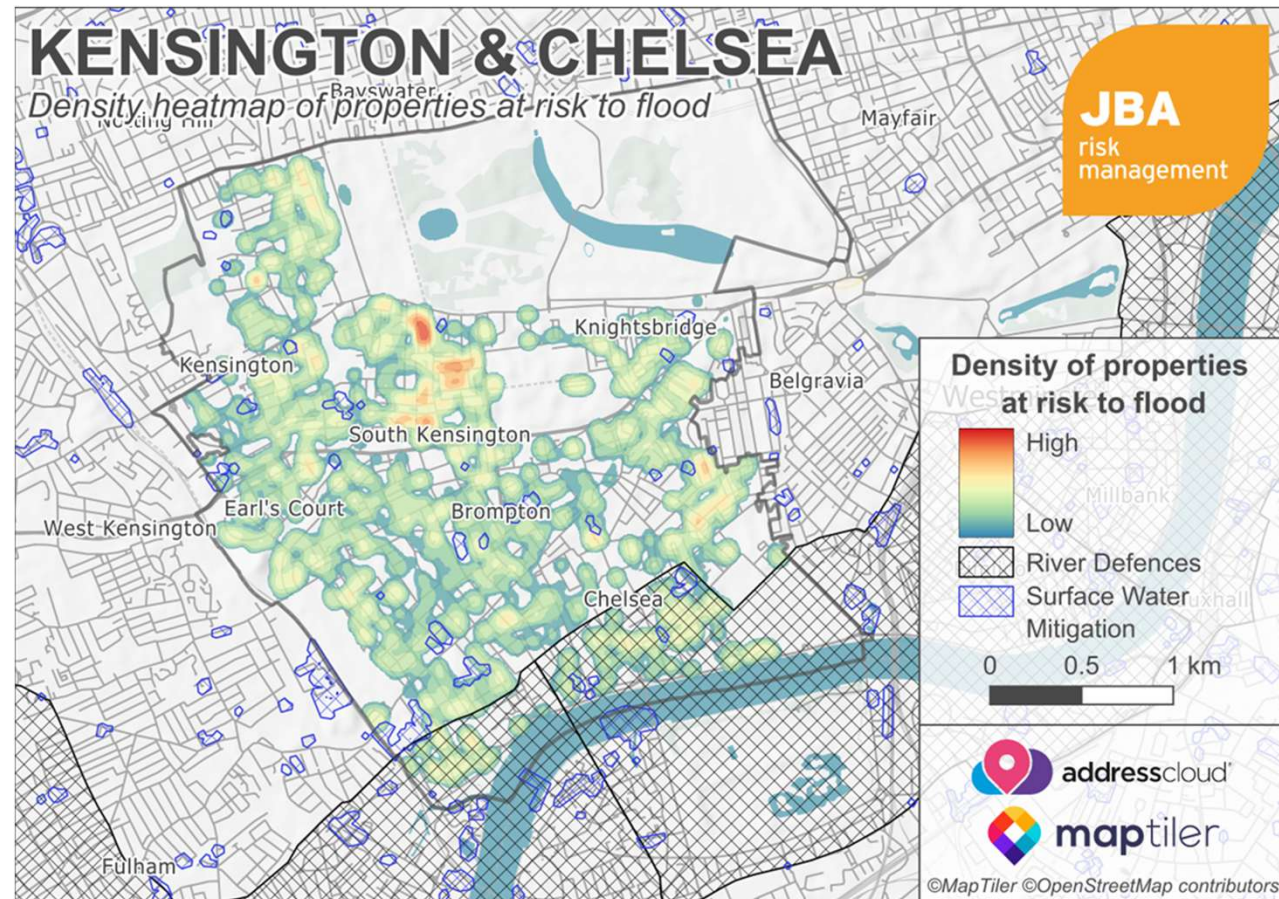 KENSINGTON & CHELSEA
Density heatmap of properties at risk to flood
Bayswater
Notting Hill
Mayfair
JBA
risk
management
Knightsbridge
Kensington
Belgravia
South Kensington
Earl's Court
Brompton
West Kensington
Chelsea
Fulham
Density of properties
at risk to flood
High
Low
Millbank
River Defences
Surface Water
Mitigation
0 0.5 1 km
addresscloud
maptiler
©MapTiler ©OpenStreetMap contributors